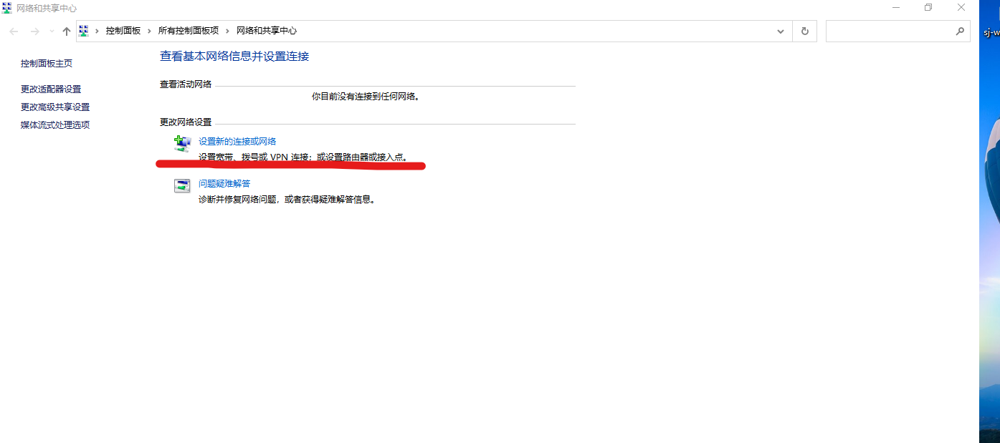 网络和共享中心
控制面板 › 所有控制面板项 › 网络和共享中心
sj-w
控制面板主页
更改适配器设置
更改高级共享设置
媒体流式处理选项
查看基本网络信息并设置连接
查看活动网络
你目前没有连接到任何网络。
更改网络设置
设置新的连接或网络
设置宽带、拨号或 VPN 连接；或设置路由器或接入点。
问题疑难解答
诊断并修复网络问题，或者获得疑难解答信息。